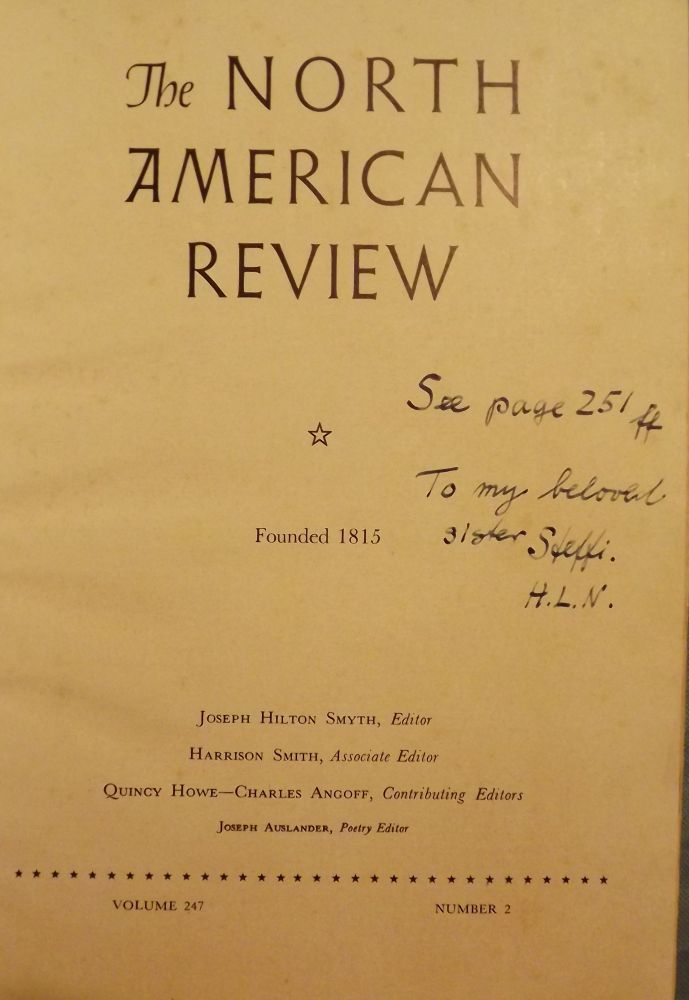 The NORTH
AMERICAN
REVIEW
See page 251 ff
To my beloved
sister Steffi.
H.L.N.
Founded 1815
JOSEPH HILTON SMYTH, Editor
HARRISON SMITH, Associate Editor
QUINCY HOWE—CHARLES ANGOFF, Contributing Editors
JOSEPH AUSLANDER, Poetry Editor
VOLUME 247 NUMBER 2